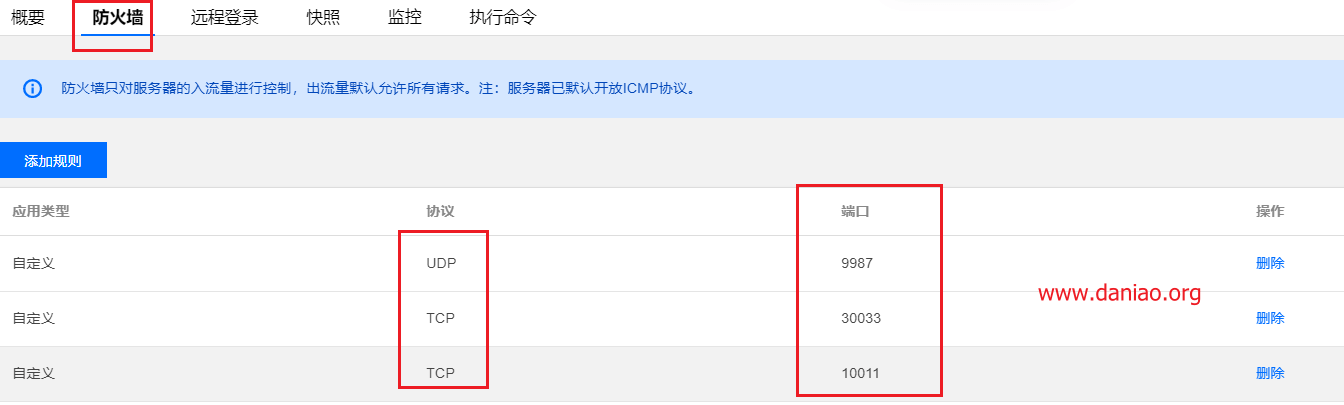 概要 防火墙 远程登录 快照 监控 执行命令
防火墙只对服务器的入流量进行控制，出流量默认允许所有请求。注：服务器已默认开放ICMP协议。
添加规则
应用类型 协议 端口 操作
自定义 UDP 9987 删除
www.daniao.org
自定义 TCP 30033 删除
自定义 TCP 10011 删除